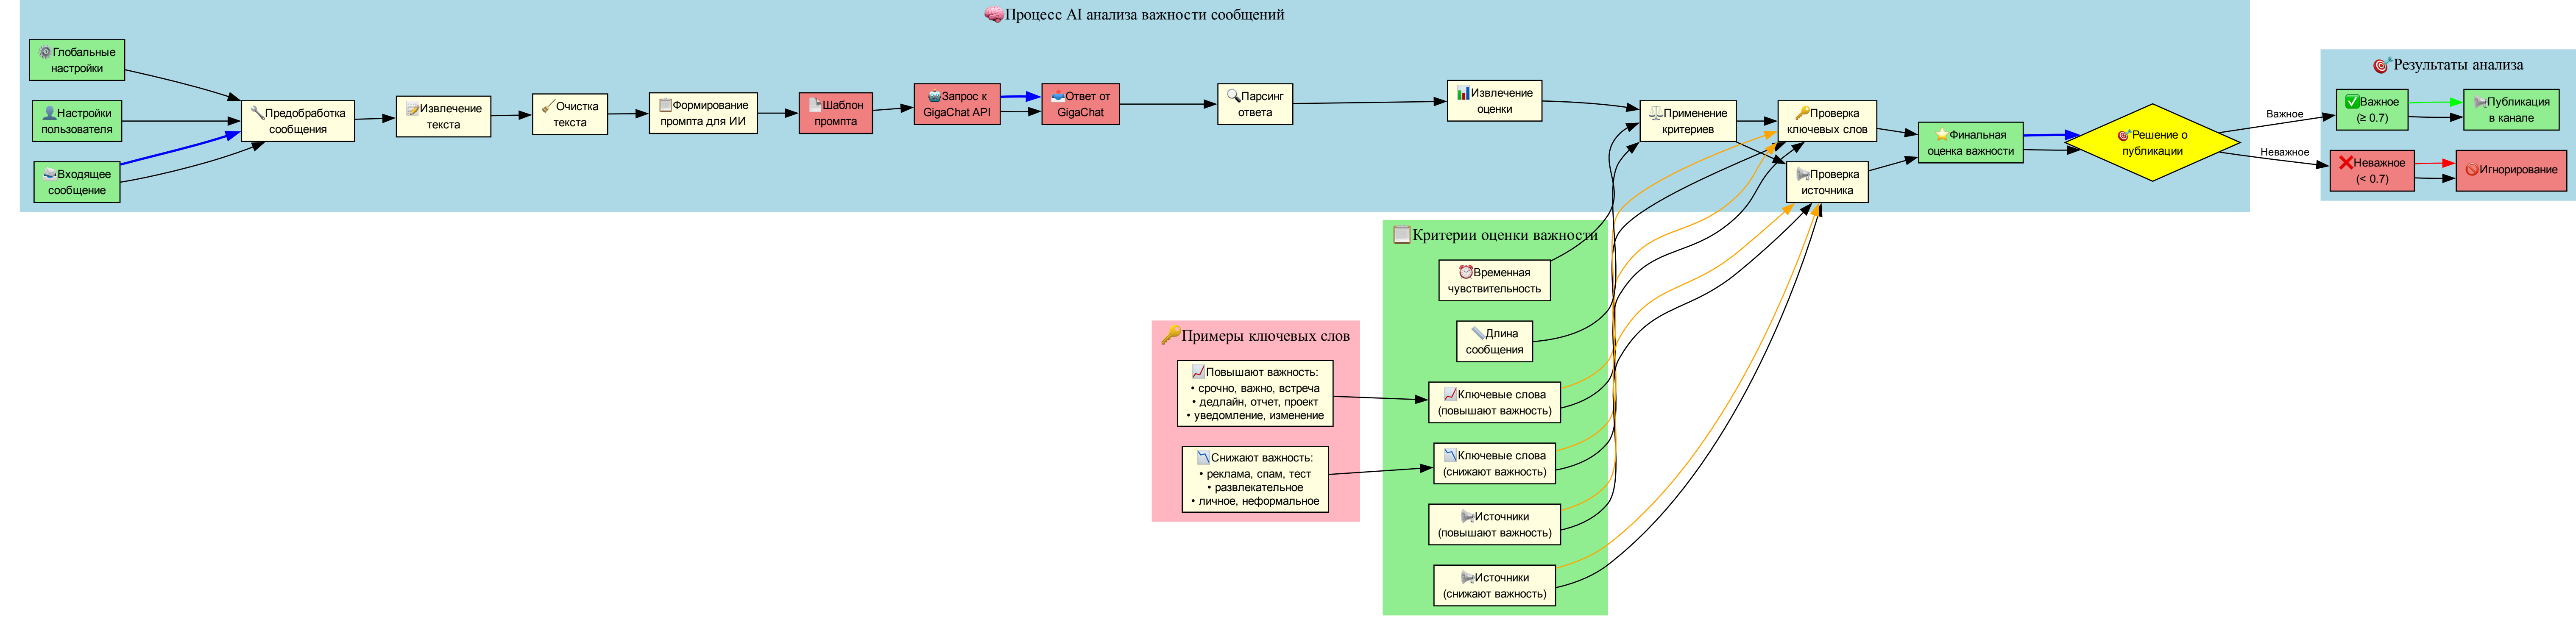 Процесс AI анализа важности сообщений
Глобальные
настройки
Настройки
пользователя
Входящее
сообщение
Предобработка
сообщения
Извлечение
текста
Очистка
текста
Формирование
промпта для ИИ
Шаблон
промпта
Запрос к
GigaChat API
Ответ от
GigaChat
Парсинг
ответа
Извлечение
оценки
Применение
критериев
Проверка
ключевых слов
Проверка
источника
Финальная
оценка важности
Решение о
публикации
Важное
Неважное
Результаты анализа
Важное
(≥ 0.7)
Публикация
в канале
Неважное
(< 0.7)
Игнорирование
Критерии оценки важности
Временная
чувствительность
Длина
сообщения
Ключевые слова
(повышают важность)
Ключевые слова
(снижают важность)
Источники
(повышают важность)
Источники
(снижают важность)
Примеры ключевых слов
Повышают важность:
• срочно, важно, встреча
• дедлайн, отчет, проект
• уведомление, изменение
Снижают важность:
• реклама, спам, тест
• развлекательное
• личное, неформальное